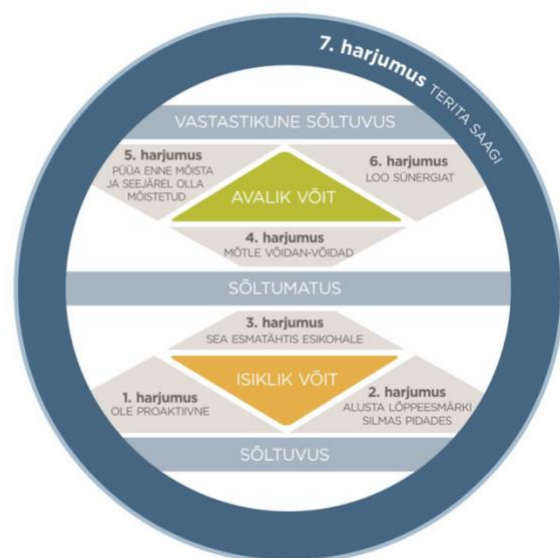 7. harjumus TERITA SAAGI
VASTASTIKUNE SÕLTUVUS
5. harjumus
PÜÜA ENNE MÕISTA
JA SEEJÄREL OLLA
MÕISTETUD
6. harjumus
LOO SÜNERGIAT
AVALIK VÕIT
4. harjumus
MÕTLE VÕIDAN-VÕIDAD
SÕLTUMATUS
3. harjumus
SEA ESMATÄHTIS ESIKOHALE
ISIKLIK VÕIT
1. harjumus
OLE PROAKTIIVNE
2. harjumus
ALUSTA LÕPPEESMÄRKI
SILMAS PIDADES
SÕLTUVUS